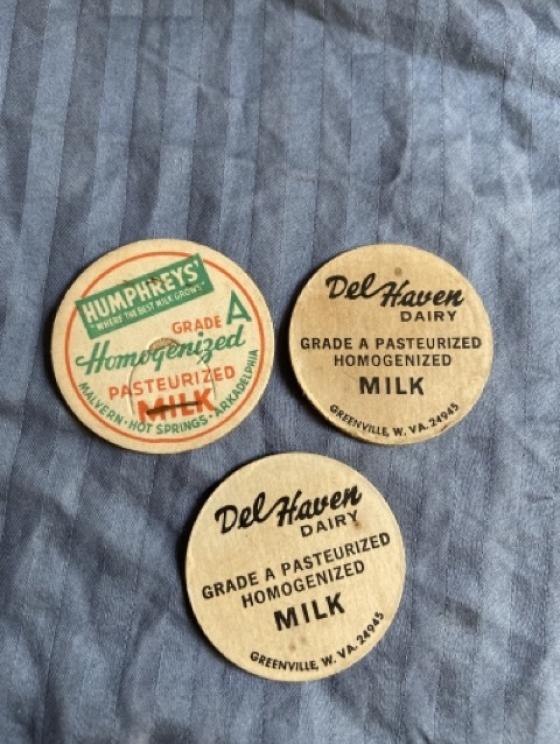 HUMPHREYS'
"WHERE THE BEST MILK GROWS"
GRADE A
Homogenized
PASTEURIZED
MILK
MALVERN · HOT SPRINGS · ARKADELPHIA
Del Haven
DAIRY
GRADE A PASTEURIZED
HOMOGENIZED
MILK
GREENVILLE, W. VA. 24945
Del Haven
DAIRY
GRADE A PASTEURIZED
HOMOGENIZED
MILK
GREENVILLE, W. VA. 24945